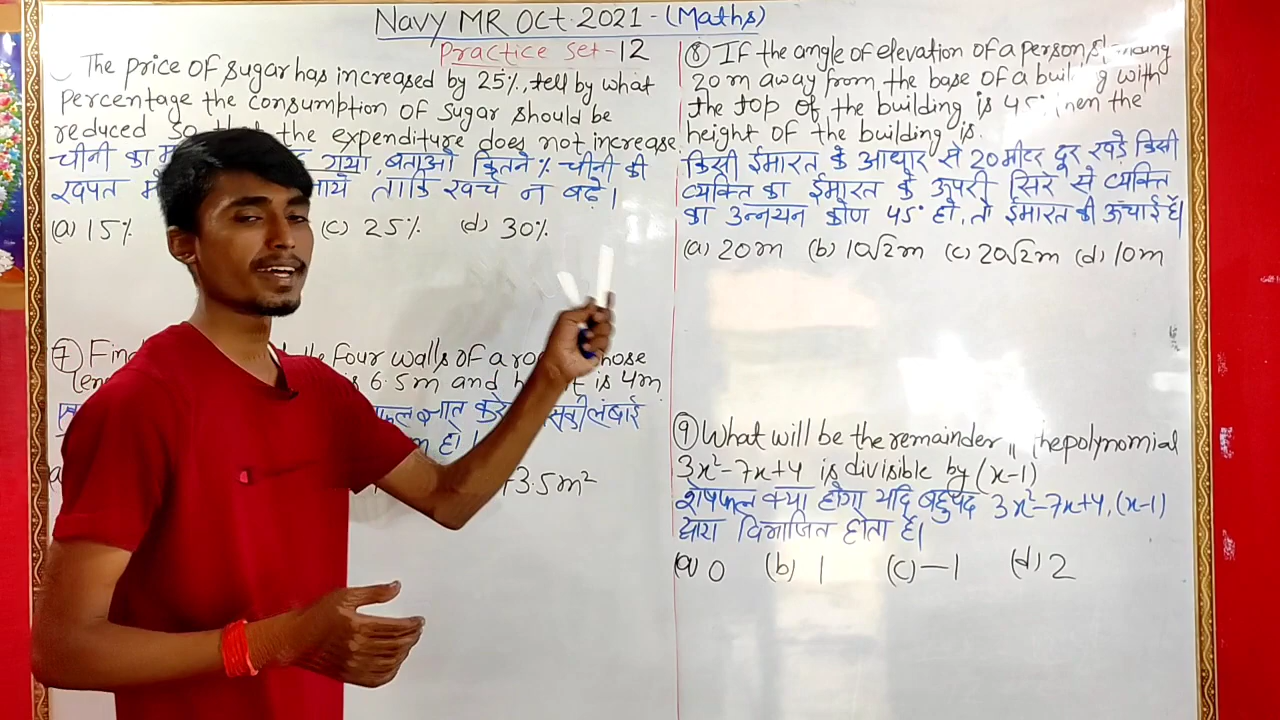 Navy MR Oct. 2021 - (Maths)
Practice Set - 12
The price of sugar has increased by 25%, tell by what
percentage the consumption of sugar should be
reduced so the expenditure does not increase.
चीनी का गया, बताओ कितने % चीनी की
खपत जाये ताकि खर्च न बढ़े।
(a) 15% (c) 25% (d) 30%
⑦ four walls of a
is 6.5m and is 4m
ज्ञात करे लंबाई
हो।
3.5m²
⑧ If the angle of elevation of a person
20 m away from the base of a with
the top of the building is 45° then the
height of the building is.
किसी ईमारत के आधार से 20 मीटर दूर खड़े किसी
व्यक्ति का ईमारत के ऊपरी सिरे से व्यक्ति
का उन्नयन कोण 45° हो, तो ईमारत की ऊंचाई है।
(a) 20m (b) 10√2m (c) 20√2m (d) 10m
⑨ What will be the remainder the polynomial
3x²-7x+4 is divisible by (x-1)
शेषफल क्या होगा यदि बहुपद 3x²-7x+4, (x-1)
द्वारा विभाजित होता है।
(a) 0 (b) 1 (c) -1 (d) 2